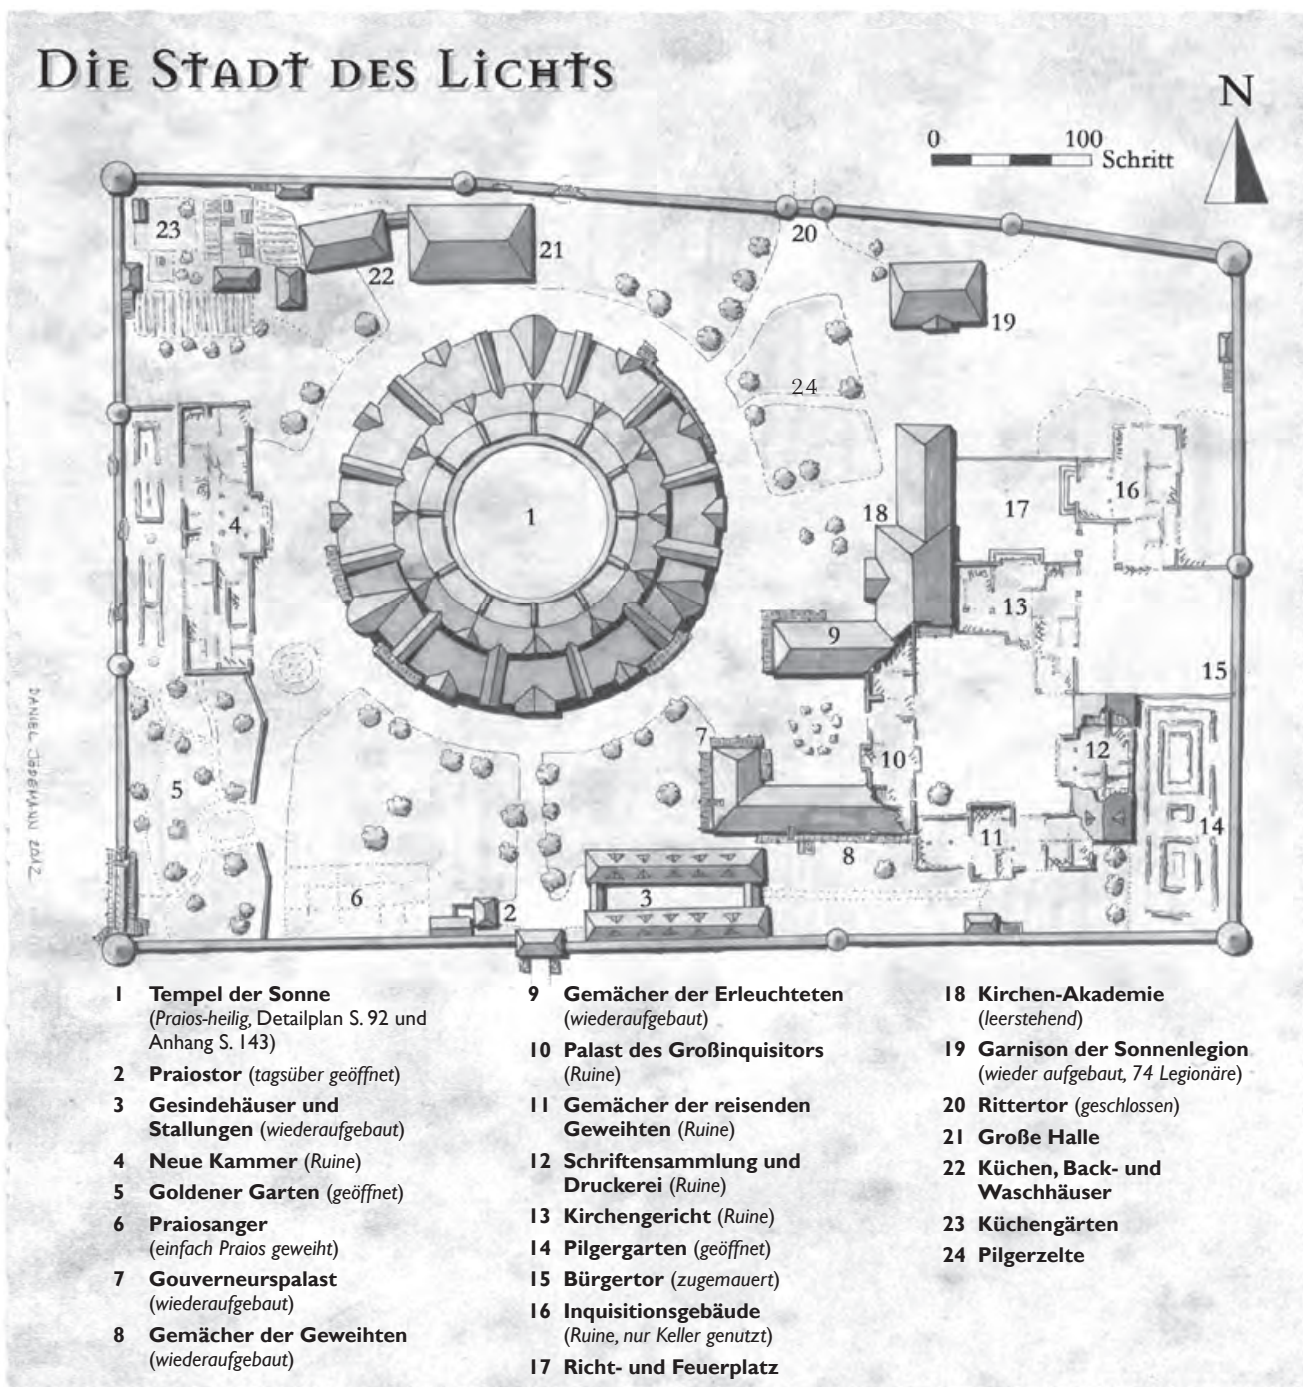 Die Stadt des Lichts
N
0 100 Schritt
23
22
21
20
19
24
1
4
18
17
16
13
9
15
5
7
10
12
14
11
8
6
2
3
DANIEL JÖDEMANN 2012
1 Tempel der Sonne
(Praios-heilig, Detailplan S. 92 und
Anhang S. 143)
2 Praiostor (tagsüber geöffnet)
3 Gesindehäuser und
Stallungen (wiederaufgebaut)
4 Neue Kammer (Ruine)
5 Goldener Garten (geöffnet)
6 Praiosanger
(einfach Praios geweiht)
7 Gouverneurspalast
(wiederaufgebaut)
8 Gemächer der Geweihten
(wiederaufgebaut)
9 Gemächer der Erleuchteten
(wiederaufgebaut)
10 Palast des Großinquisitors
(Ruine)
11 Gemächer der reisenden
Geweihten (Ruine)
12 Schriftensammlung und
Druckerei (Ruine)
13 Kirchengericht (Ruine)
14 Pilgergarten (geöffnet)
15 Bürgertor (zugemauert)
16 Inquisitionsgebäude
(Ruine, nur Keller genutzt)
17 Richt- und Feuerplatz
18 Kirchen-Akademie
(leerstehend)
19 Garnison der Sonnenlegion
(wieder aufgebaut, 74 Legionäre)
20 Rittertor (geschlossen)
21 Große Halle
22 Küchen, Back- und
Waschhäuser
23 Küchengärten
24 Pilgerzelte